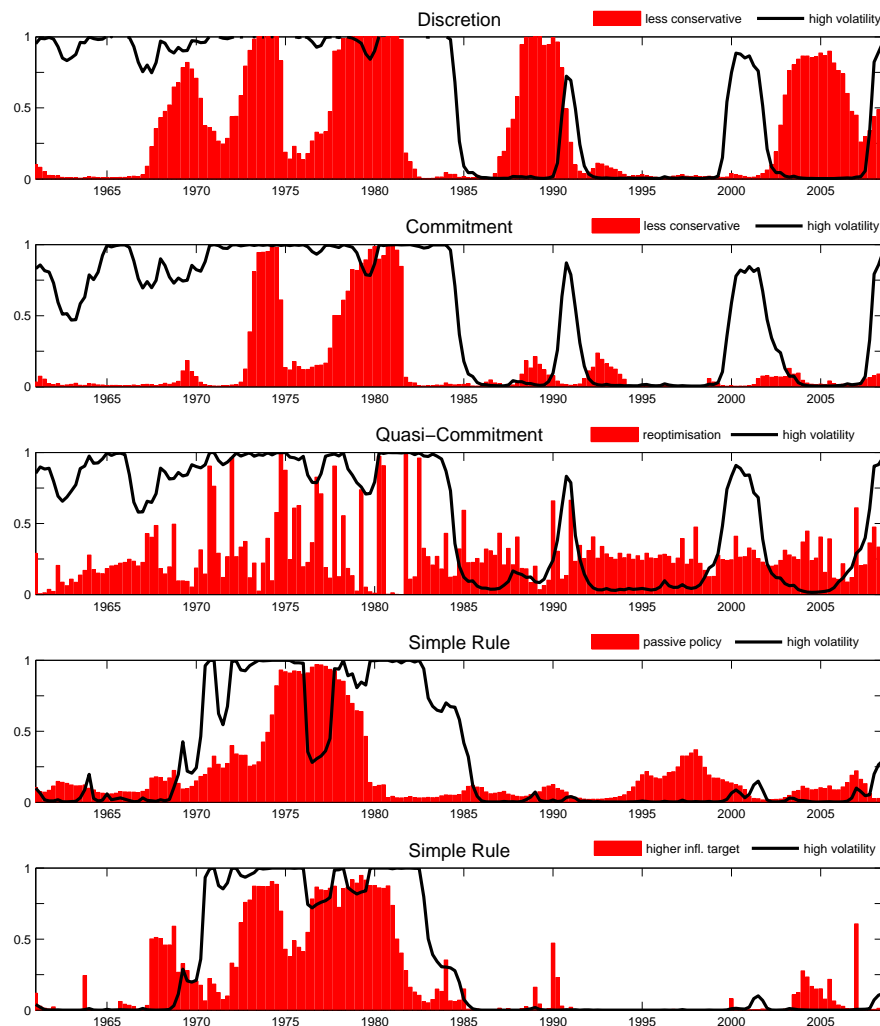 Discretion
less conservative high volatility
1
0.5
0
1965 1970 1975 1980 1985 1990 1995 2000 2005
Commitment
less conservative high volatility
1
0.5
0
1965 1970 1975 1980 1985 1990 1995 2000 2005
Quasi−Commitment
reoptimisation high volatility
1
0.5
0
1965 1970 1975 1980 1985 1990 1995 2000 2005
Simple Rule
passive policy high volatility
1
0.5
0
1965 1970 1975 1980 1985 1990 1995 2000 2005
Simple Rule
higher infl. target high volatility
1
0.5
0
1965 1970 1975 1980 1985 1990 1995 2000 2005